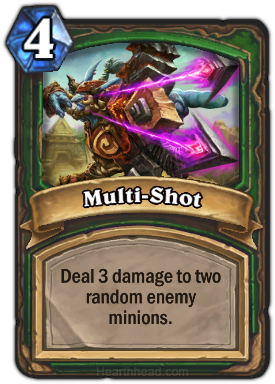 4
Multi-Shot
Deal 3 damage to two
random enemy
minions.
Hearthhead.com